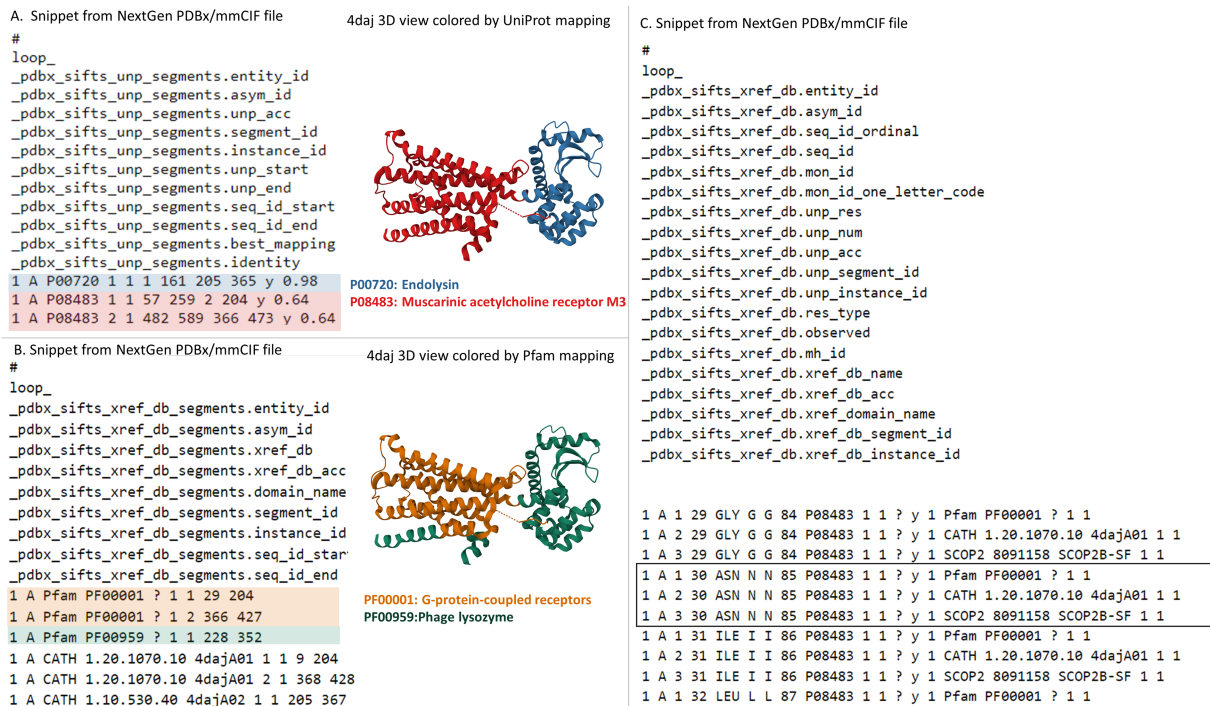 A. Snippet from NextGen PDBx/mmCIF file
4daj 3D view colored by UniProt mapping
#
loop_
_pdbx_sifts_unp_segments.entity_id
_pdbx_sifts_unp_segments.asym_id
_pdbx_sifts_unp_segments.unp_acc
_pdbx_sifts_unp_segments.segment_id
_pdbx_sifts_unp_segments.instance_id
_pdbx_sifts_unp_segments.unp_start
_pdbx_sifts_unp_segments.unp_end
_pdbx_sifts_unp_segments.seq_id_start
_pdbx_sifts_unp_segments.seq_id_end
_pdbx_sifts_unp_segments.best_mapping
_pdbx_sifts_unp_segments.identity
1 A P00720 1 1 1 161 205 365 y 0.98
1 A P08483 1 1 57 259 2 204 y 0.64
1 A P08483 2 1 482 589 366 473 y 0.64
P00720: Endolysin
P08483: Muscarinic acetylcholine receptor M3
B. Snippet from NextGen PDBx/mmCIF file
4daj 3D view colored by Pfam mapping
#
loop_
_pdbx_sifts_xref_db_segments.entity_id
_pdbx_sifts_xref_db_segments.asym_id
_pdbx_sifts_xref_db_segments.xref_db
_pdbx_sifts_xref_db_segments.xref_db_acc
_pdbx_sifts_xref_db_segments.domain_name
_pdbx_sifts_xref_db_segments.segment_id
_pdbx_sifts_xref_db_segments.instance_id
_pdbx_sifts_xref_db_segments.seq_id_star
_pdbx_sifts_xref_db_segments.seq_id_end
1 A Pfam PF00001 ? 1 1 29 204
1 A Pfam PF00001 ? 1 2 366 427
1 A Pfam PF00959 ? 1 1 228 352
1 A CATH 1.20.1070.10 4dajA01 1 1 9 204
1 A CATH 1.20.1070.10 4dajA01 2 1 368 428
1 A CATH 1.10.530.40 4dajA02 1 1 205 367
PF00001: G-protein-coupled receptors
PF00959:Phage lysozyme
C. Snippet from NextGen PDBx/mmCIF file
#
loop_
_pdbx_sifts_xref_db.entity_id
_pdbx_sifts_xref_db.asym_id
_pdbx_sifts_xref_db.seq_id_ordinal
_pdbx_sifts_xref_db.seq_id
_pdbx_sifts_xref_db.mon_id
_pdbx_sifts_xref_db.mon_id_one_letter_code
_pdbx_sifts_xref_db.unp_res
_pdbx_sifts_xref_db.unp_num
_pdbx_sifts_xref_db.unp_acc
_pdbx_sifts_xref_db.unp_segment_id
_pdbx_sifts_xref_db.unp_instance_id
_pdbx_sifts_xref_db.res_type
_pdbx_sifts_xref_db.observed
_pdbx_sifts_xref_db.mh_id
_pdbx_sifts_xref_db.xref_db_name
_pdbx_sifts_xref_db.xref_db_acc
_pdbx_sifts_xref_db.xref_domain_name
_pdbx_sifts_xref_db.xref_db_segment_id
_pdbx_sifts_xref_db.xref_db_instance_id
1 A 1 29 GLY G G 84 P08483 1 1 ? y 1 Pfam PF00001 ? 1 1
1 A 2 29 GLY G G 84 P08483 1 1 ? y 1 CATH 1.20.1070.10 4dajA01 1 1
1 A 3 29 GLY G G 84 P08483 1 1 ? y 1 SCOP2 8091158 SCOP2B-SF 1 1
1 A 1 30 ASN N N 85 P08483 1 1 ? y 1 Pfam PF00001 ? 1 1
1 A 2 30 ASN N N 85 P08483 1 1 ? y 1 CATH 1.20.1070.10 4dajA01 1 1
1 A 3 30 ASN N N 85 P08483 1 1 ? y 1 SCOP2 8091158 SCOP2B-SF 1 1
1 A 1 31 ILE I I 86 P08483 1 1 ? y 1 Pfam PF00001 ? 1 1
1 A 2 31 ILE I I 86 P08483 1 1 ? y 1 CATH 1.20.1070.10 4dajA01 1 1
1 A 3 31 ILE I I 86 P08483 1 1 ? y 1 SCOP2 8091158 SCOP2B-SF 1 1
1 A 1 32 LEU L L 87 P08483 1 1 ? y 1 Pfam PF00001 ? 1 1